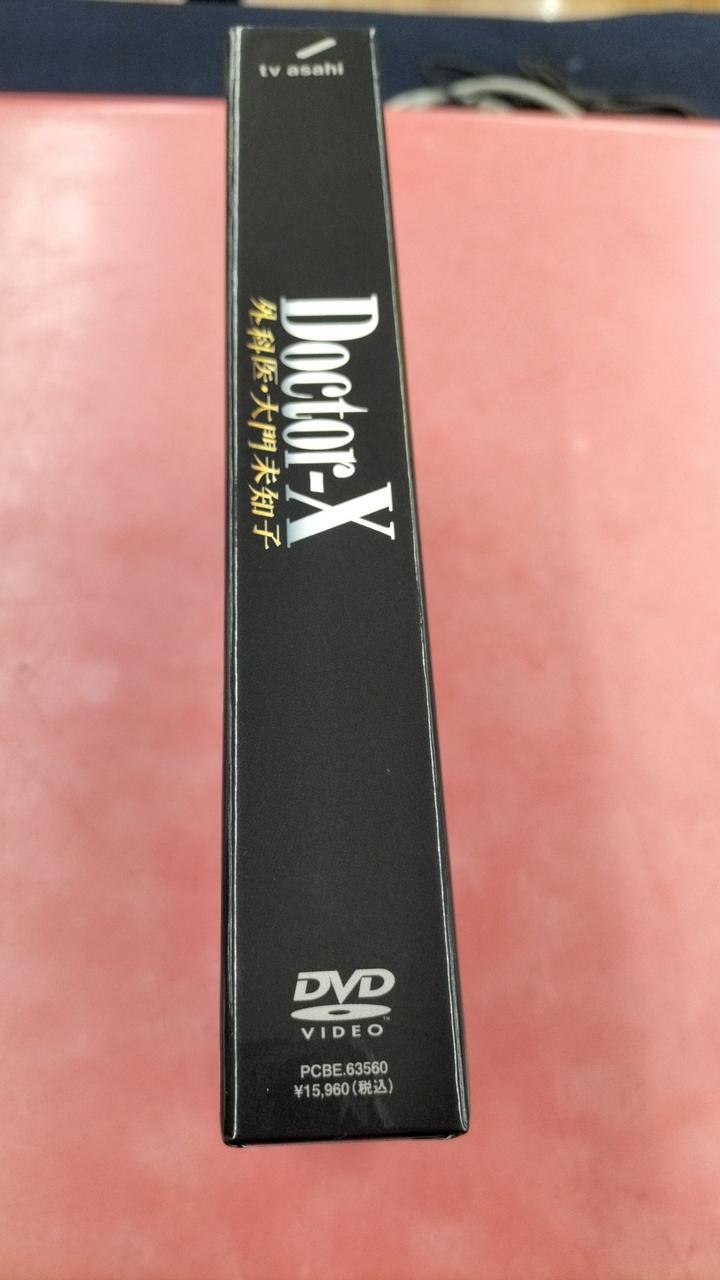 tv asahi
Doctor-X
外科医・大門未知子
DVD
VIDEO
PCBE.63560
¥15,960(税込)